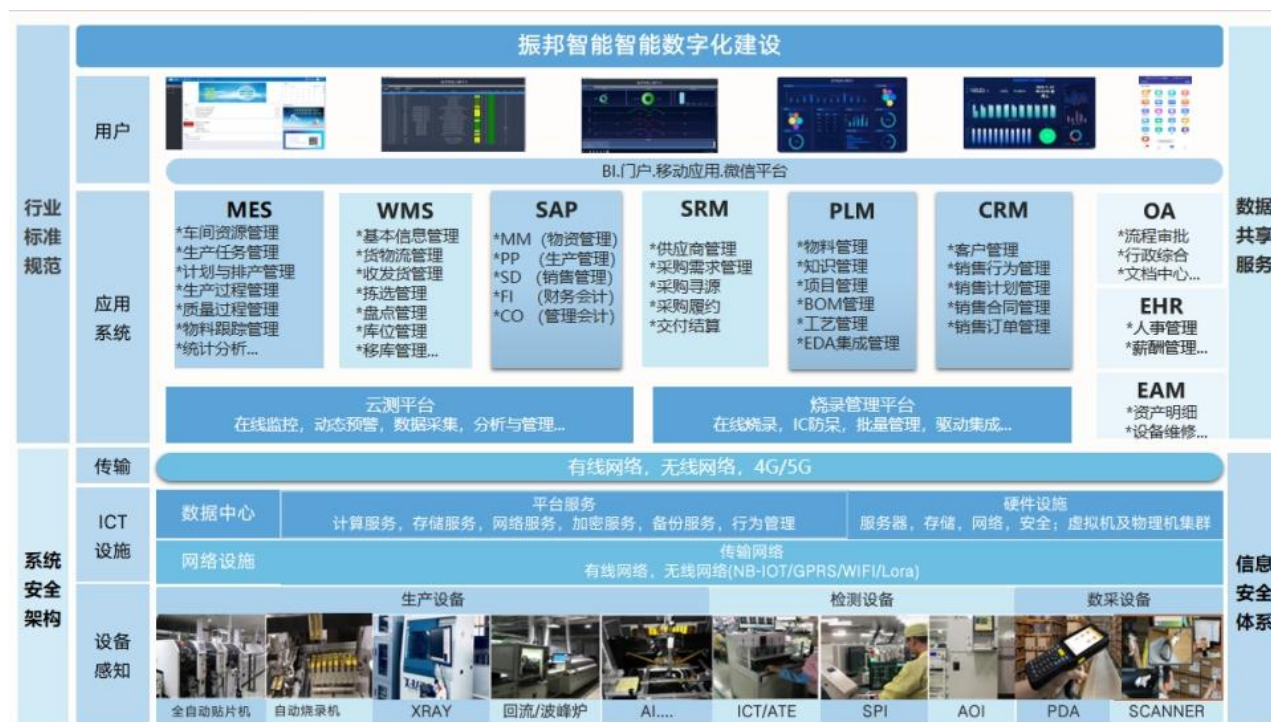 振邦智能智能数字化建设
行业
标准
规范
用户
BI.门户.移动应用.微信平台
应用
系统
MES
*车间资源管理
*生产任务管理
*计划与排产管理
*生产过程管理
*质量过程管理
*物料跟踪管理
*统计分析...
WMS
*基本信息管理
*货物流管理
*收发货管理
*拣选管理
*盘点管理
*库位管理
*移库管理...
SAP
*MM (物资管理)
*PP (生产管理)
*SD (销售管理)
*FI (财务会计)
*CO (管理会计)
SRM
*供应商管理
*采购需求管理
*采购寻源
*采购履约
*交付结算
PLM
*物料管理
*知识管理
*项目管理
*BOM管理
*工艺管理
*EDA集成管理
CRM
*客户管理
*销售行为管理
*销售计划管理
*销售合同管理
*销售订单管理
OA
*流程审批
*行政综合
*文档中心...
EHR
*人事管理
*薪酬管理...
EAM
*资产明细
*设备维修...
云测平台
在线监控，动态预警，数据采集，分析与管理...
烧录管理平台
在线烧录，IC防呆，批量管理，驱动集成...
数据
共享
服务
系统
安全
架构
传输
有线网络，无线网络，4G/5G
ICT
设施
数据中心
平台服务
计算服务，存储服务，网络服务，加密服务，备份服务，行为管理
硬件设施
服务器，存储，网络，安全；虚拟机及物理机集群
网络设施
传输网络
有线网络，无线网络(NB-IOT/GPRS/WIFI/Lora)
设备
感知
生产设备
检测设备
数采设备
全自动贴片机
自动烧录机
XRAY
回流/波峰炉
AI....
ICT/ATE
SPI
AOI
PDA
SCANNER
信息
安全
体系